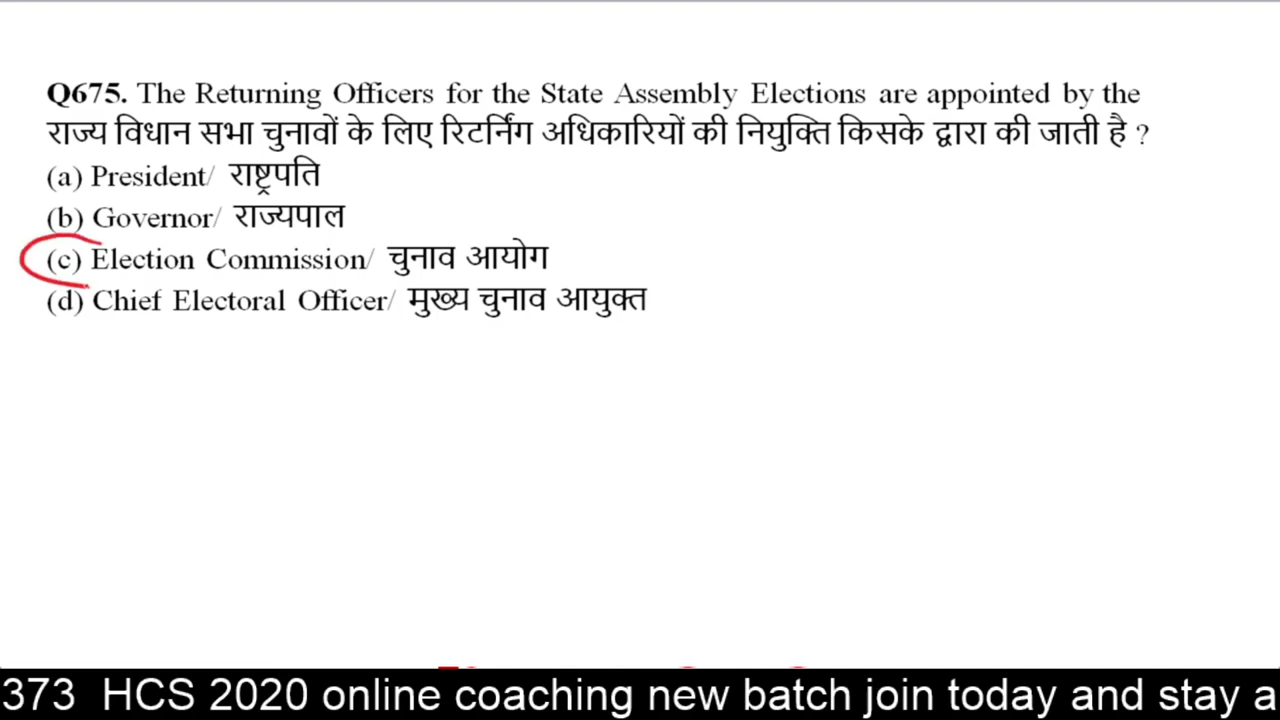 Q675. The Returning Officers for the State Assembly Elections are appointed by the
राज्य विधान सभा चुनावों के लिए रिटर्निंग अधिकारियों की नियुक्ति किसके द्वारा की जाती है ?
(a) President/ राष्ट्रपति
(b) Governor/ राज्यपाल
(c) Election Commission/ चुनाव आयोग
(d) Chief Electoral Officer/ मुख्य चुनाव आयुक्त
373 HCS 2020 online coaching new batch join today and stay a